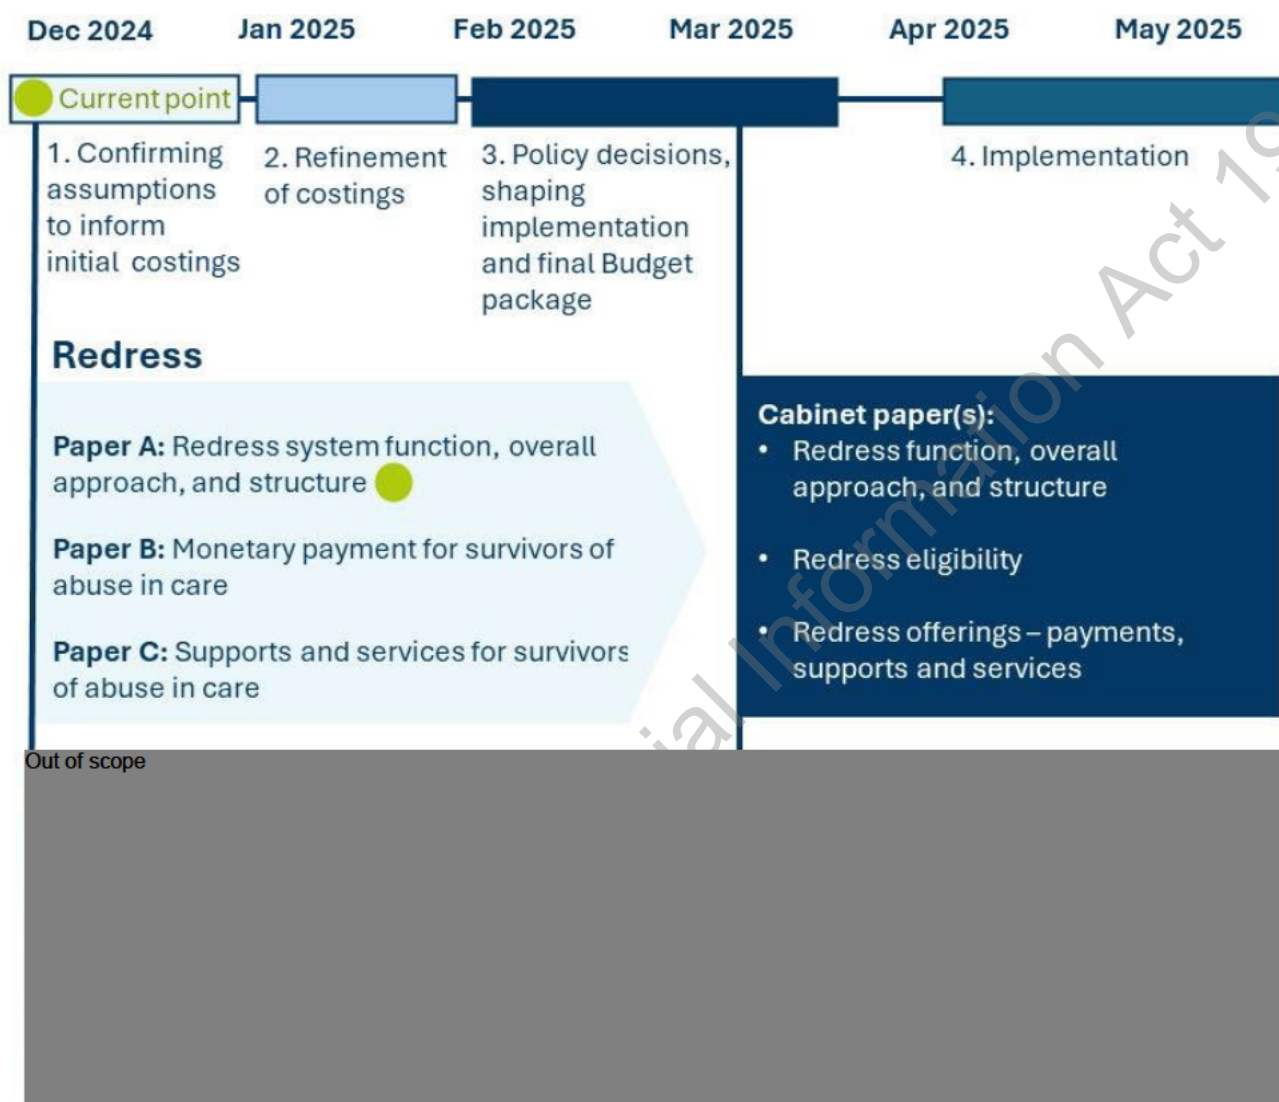 Dec 2024 Jan 2025 Feb 2025 Mar 2025 Apr 2025 May 2025
Current point
1. Confirming
assumptions
to inform
initial costings
2. Refinement
of costings
3. Policy decisions,
shaping
implementation
and final Budget
package
4. Implementation
Redress
Paper A: Redress system function, overall
approach, and structure
Paper B: Monetary payment for survivors of
abuse in care
Paper C: Supports and services for survivors
of abuse in care
Cabinet paper(s):
• Redress function, overall
approach, and structure
• Redress eligibility
• Redress offerings – payments,
supports and services
Out of scope
Information Act